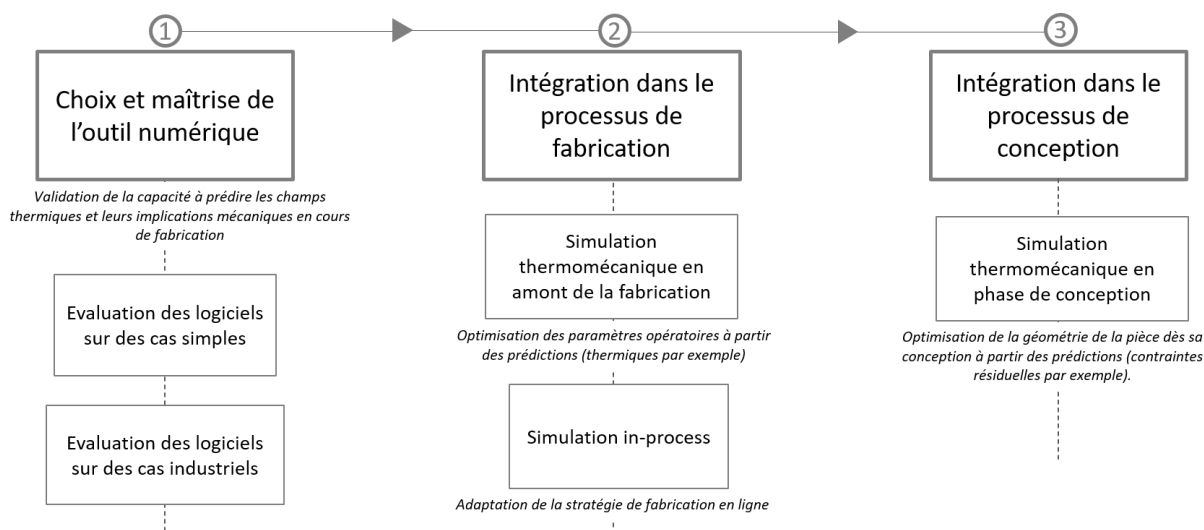 1
Choix et maîtrise de
l’outil numérique
Validation de la capacité à prédire les champs
thermiques et leurs implications mécaniques en cours
de fabrication
Evaluation des logiciels
sur des cas simples
Evaluation des logiciels
sur des cas industriels
2
Intégration dans le
processus de
fabrication
Simulation
thermomécanique en
amont de la fabrication
Optimisation des paramètres opératoires à partir
des prédictions (thermiques par exemple)
Simulation in-process
Adaptation de la stratégie de fabrication en ligne
3
Intégration dans le
processus de
conception
Simulation
thermomécanique en
phase de conception
Optimisation de la géométrie de la pièce dès sa
conception à partir des prédictions (contraintes
résiduelles par exemple).